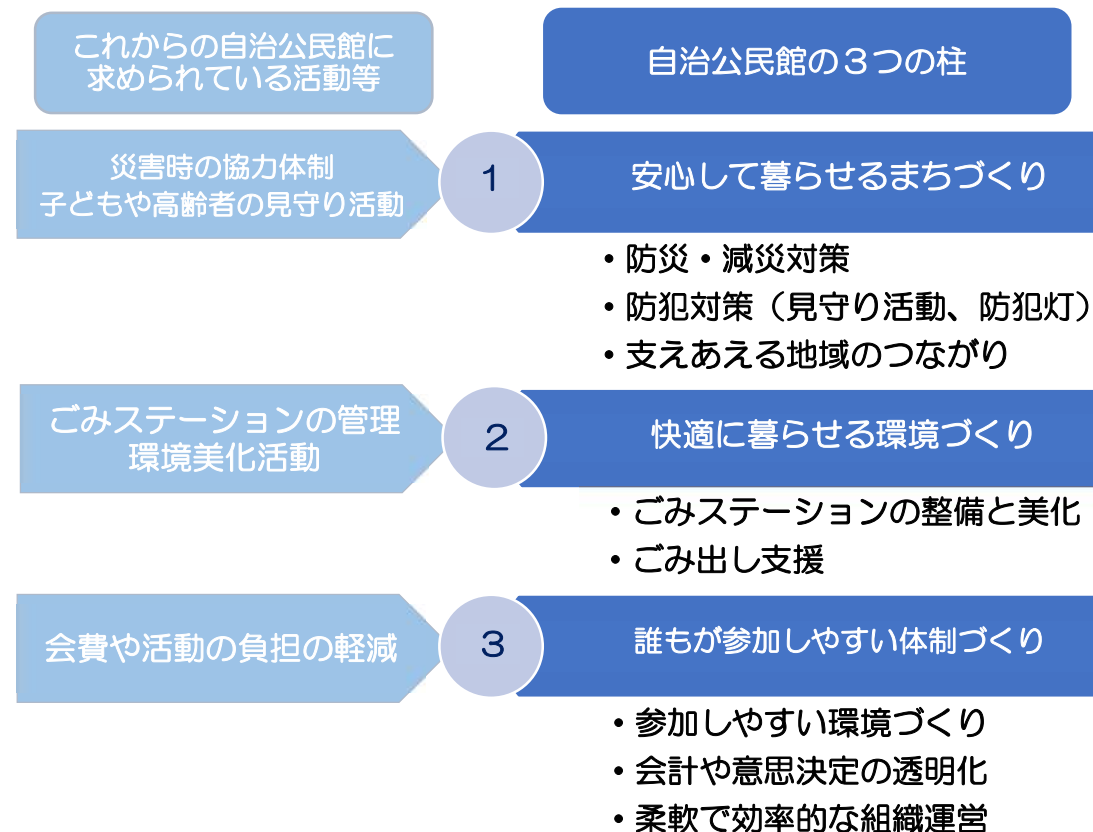 これからの自治公民館に
求められている活動等
自治公民館の３つの柱
災害時の協力体制
子どもや高齢者の見守り活動
1
安心して暮らせるまちづくり
・防災・減災対策
・防犯対策（見守り活動、防犯灯）
・支えあえる地域のつながり
ごみステーションの管理
環境美化活動
2
快適に暮らせる環境づくり
・ごみステーションの整備と美化
・ごみ出し支援
会費や活動の負担の軽減
3
誰もが参加しやすい体制づくり
・参加しやすい環境づくり
・会計や意思決定の透明化
・柔軟で効率的な組織運営